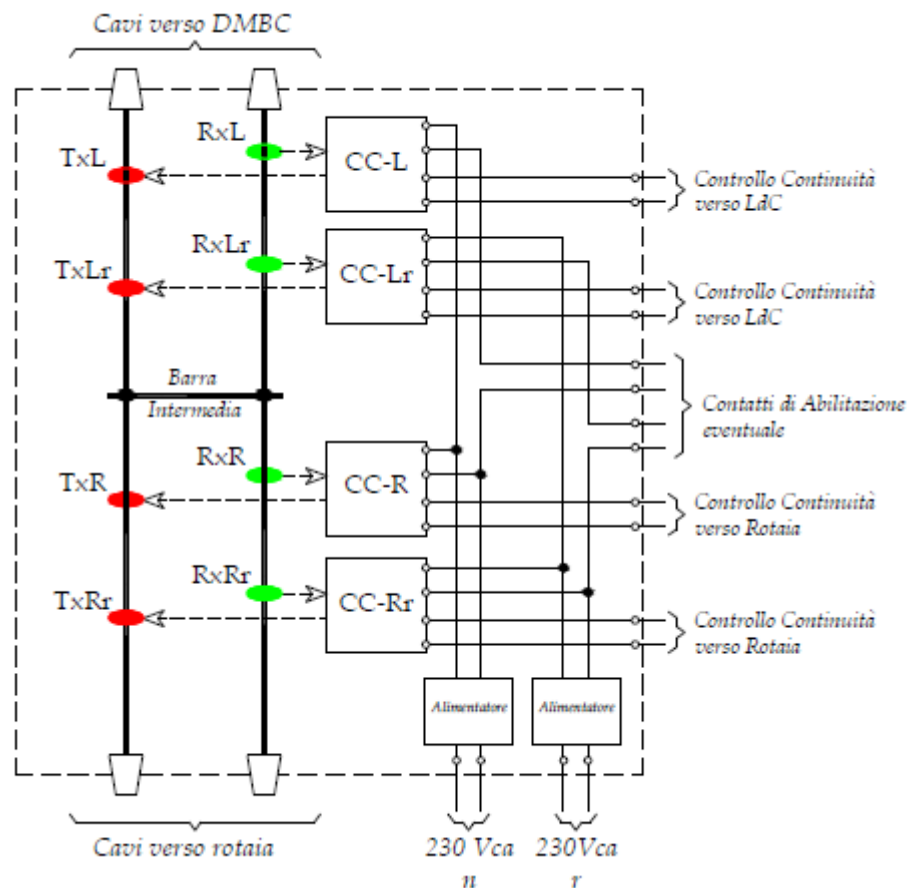 Cavi verso DMBC
RxL
TxL
CC-L
Controllo Continuità
verso LdC
RxLr
TxLr
CC-Lr
Controllo Continuità
verso LdC
Barra
Intermedia
Contatti di Abilitazione
eventuale
RxR
TxR
CC-R
Controllo Continuità
verso Rotaia
RxRr
TxRr
CC-Rr
Controllo Continuità
verso Rotaia
Alimentatore
Alimentatore
Cavi verso rotaia
230 Vca
n
230Vca
r